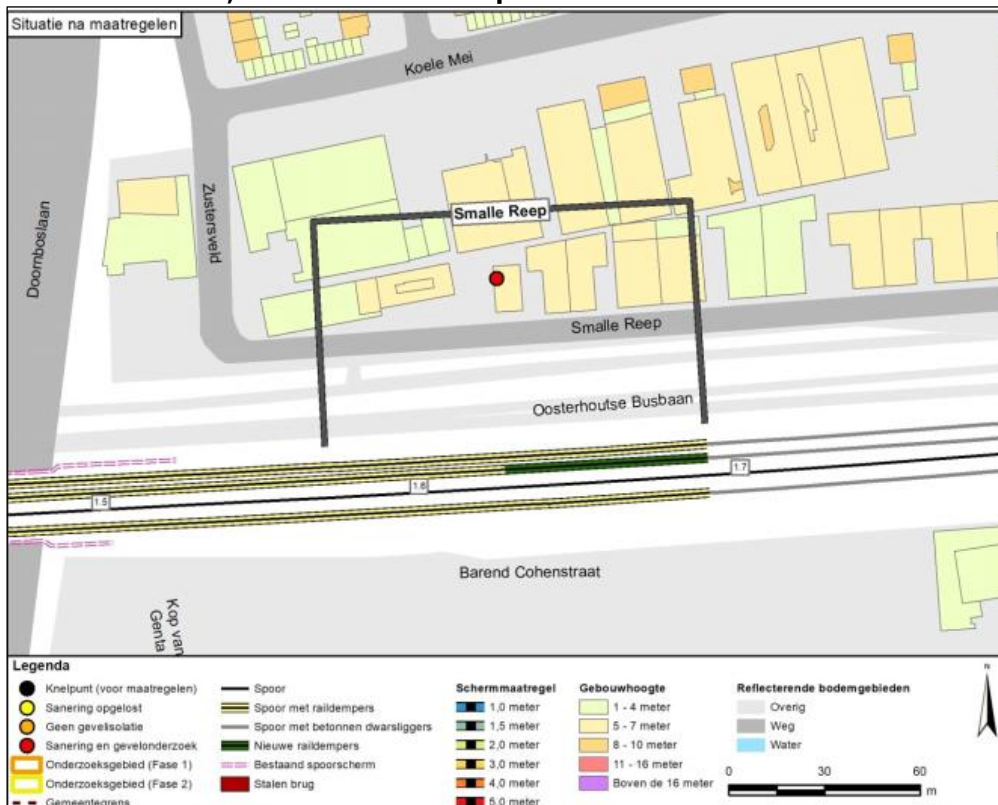 Situatie na maatregelen
Koele Mei
Doornboslaan
Zustersveld
Smalle Reep
Smalle Reep
Oosterhoutse Busbaan
1.5
1.6
1.7
Barend Cohenstraat
Kop van
Genta
Legenda
Knelpunt (voor maatregelen)
Sanering opgelost
Geen gevelisolatie
Sanering en gevelonderzoek
Onderzoeksgebied (Fase 1)
Onderzoeksgebied (Fase 2)
Gemeentegrens
Spoor
Spoor met raildempers
Spoor met betonnen dwarsliggers
Nieuwe raildempers
Bestaand spoorscherm
Stalen brug
Schermmaatregel
1,0 meter
1,5 meter
2,0 meter
3,0 meter
4,0 meter
5,0 meter
Gebouwhoogte
1 - 4 meter
5 - 7 meter
8 - 10 meter
11 - 16 meter
Boven de 16 meter
Reflecterende bodemgebieden
Overig
Weg
Water
N
0 30 60
m